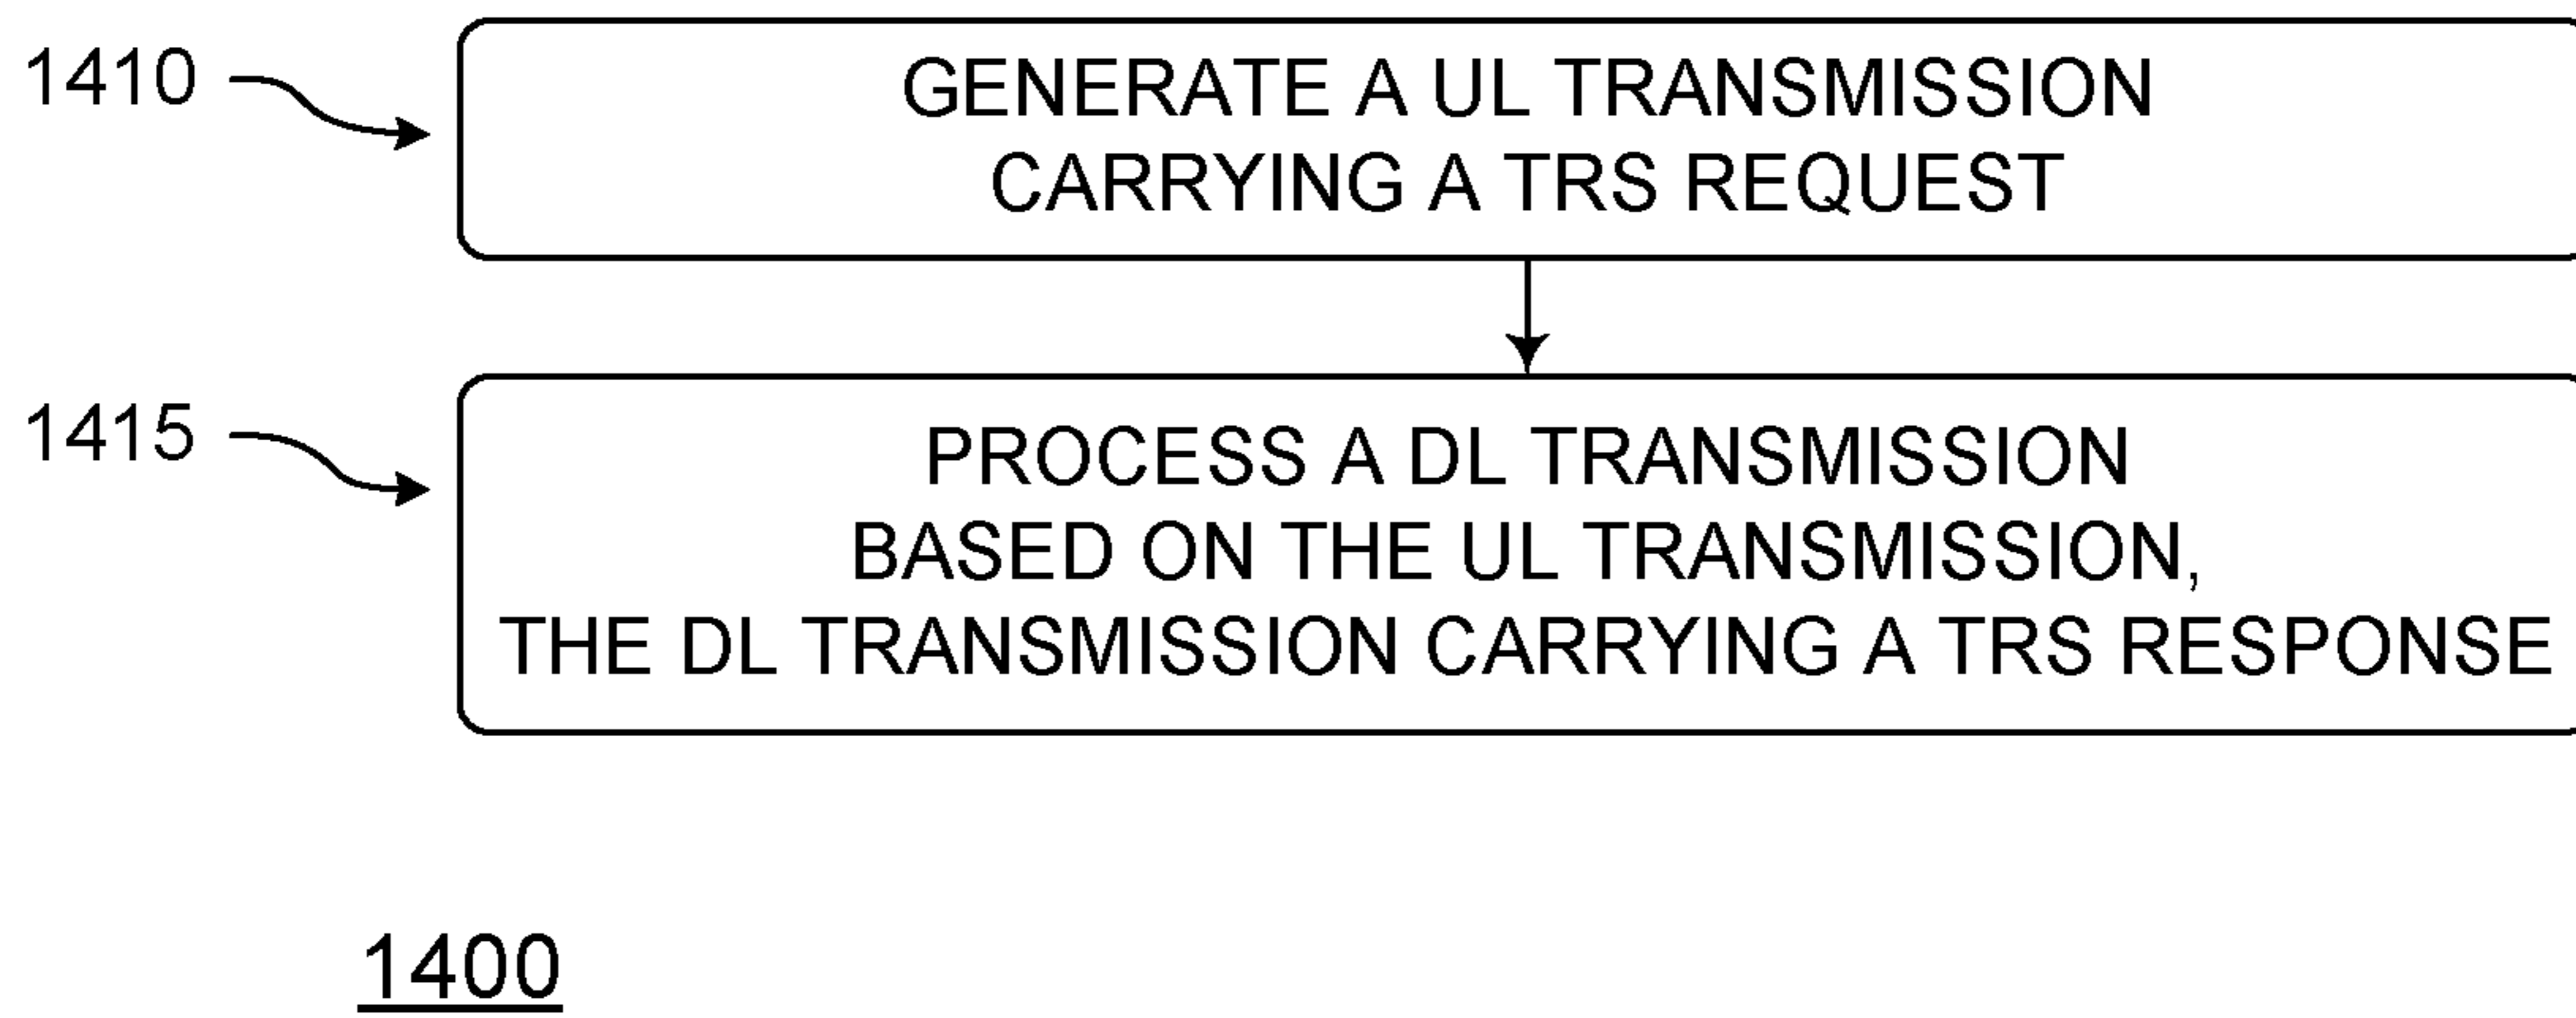 1410
GENERATE A UL TRANSMISSION
CARRYING A TRS REQUEST
1415
PROCESS A DL TRANSMISSION
BASED ON THE UL TRANSMISSION,
THE DL TRANSMISSION CARRYING A TRS RESPONSE
1400